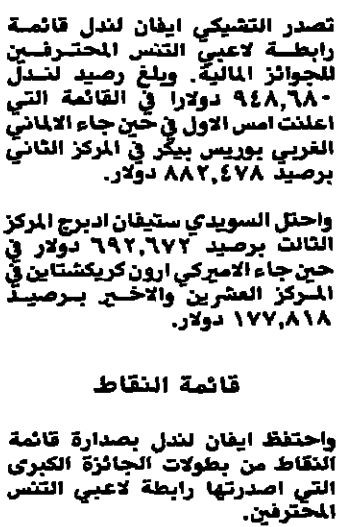 تصدر التشيكي ايفان لندل قائمة
رابطة لاعبي التنس المحترفين
للجوائز المالية. وبلغ رصيد لندل
٩٤٨,٦٨٠ دولارا في القائمة التي
اعلنت امس الاول في حين جاء الالماني
الغربي بوريس بيكر في المركز الثاني
برصيد ٨٨٢,٤٧٨ دولار.
واحتل السويدي ستيفان ادبرج المركز
الثالث برصيد ٦٩٢,٦٧٢ دولار في
حين جاء الاميركي ارون كريكشتاين في
المركز العشرين والاخير برصيد
١٧٧,٨١٨ دولار.
قائمة النقاط
واحتفظ ايفان لندل بصدارة قائمة
النقاط من بطولات الجائزة الكبرى
التي اصدرتها رابطة لاعبي التنس
المحترفين.